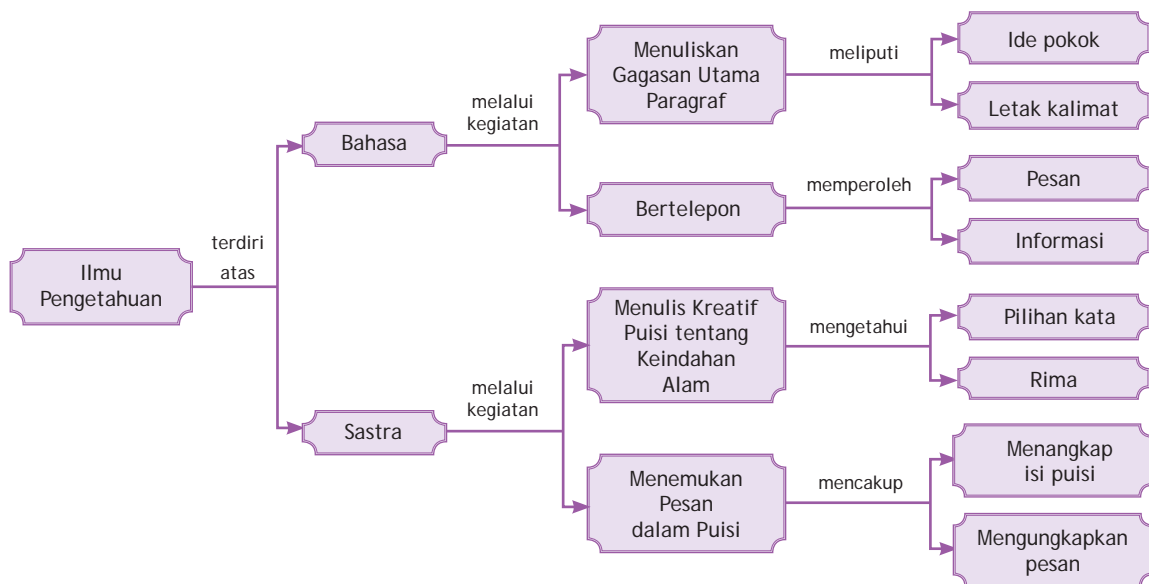 Ilmu
Pengetahuan
terdiri
atas
Bahasa
melalui
kegiatan
Menuliskan
Gagasan Utama
Paragraf
meliputi
Ide pokok
Letak kalimat
Bertelepon
memperoleh
Pesan
Informasi
Sastra
melalui
kegiatan
Menulis Kreatif
Puisi tentang
Keindahan
Alam
mengetahui
Pilihan kata
Rima
Menemukan
Pesan
dalam Puisi
mencakup
Menangkap
isi puisi
Mengungkapkan
pesan